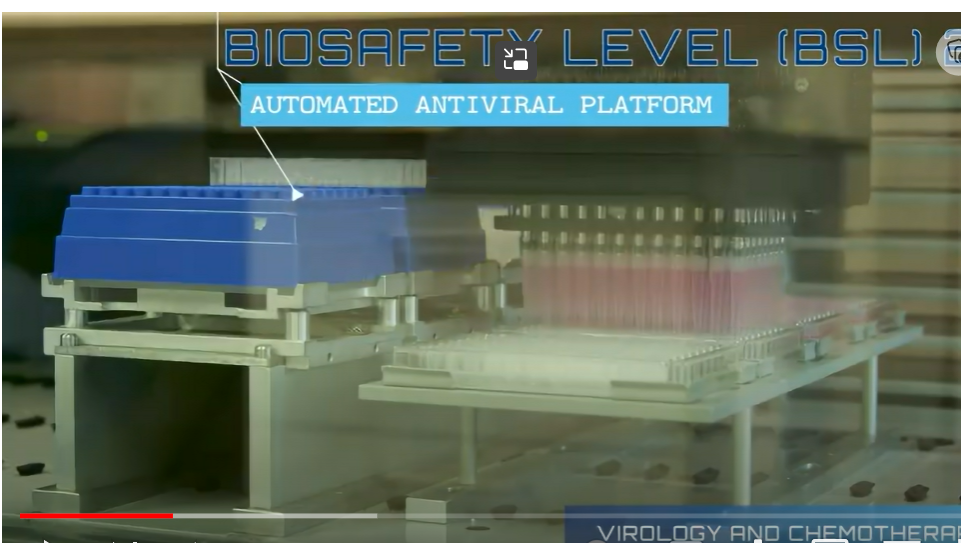 BIOSAFETY LEVEL (BSL)
AUTOMATED ANTIVIRAL PLATFORM
VIROLOGY AND CHEMOTHERA